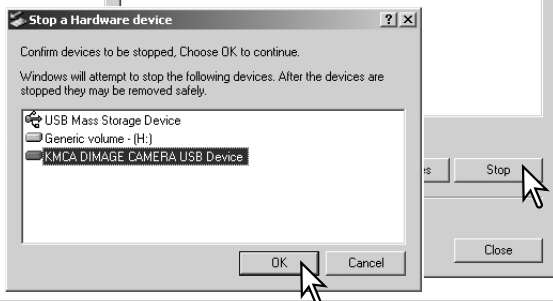 Stop a Hardware device
Confirm devices to be stopped, Choose OK to continue.
Windows will attempt to stop the following devices. After the devices are
stopped they may be removed safely.
USB Mass Storage Device
Generic volume - (H:)
KMCA DIMAGE CAMERA USB Device
OK
Cancel
Stop
Close